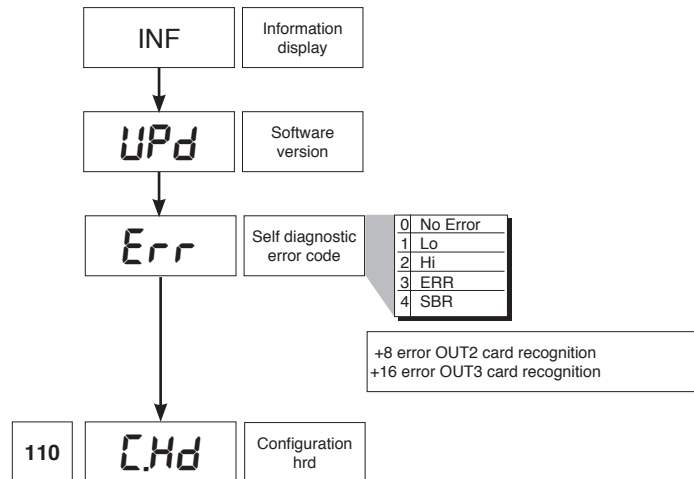 INF
Information
display
UPd
Software
version
Err
Self diagnostic
error code
0 No Error
1 Lo
2 Hi
3 ERR
4 SBR
+8 error OUT2 card recognition
+16 error OUT3 card recognition
110
C.Hd
Configuration
hrd